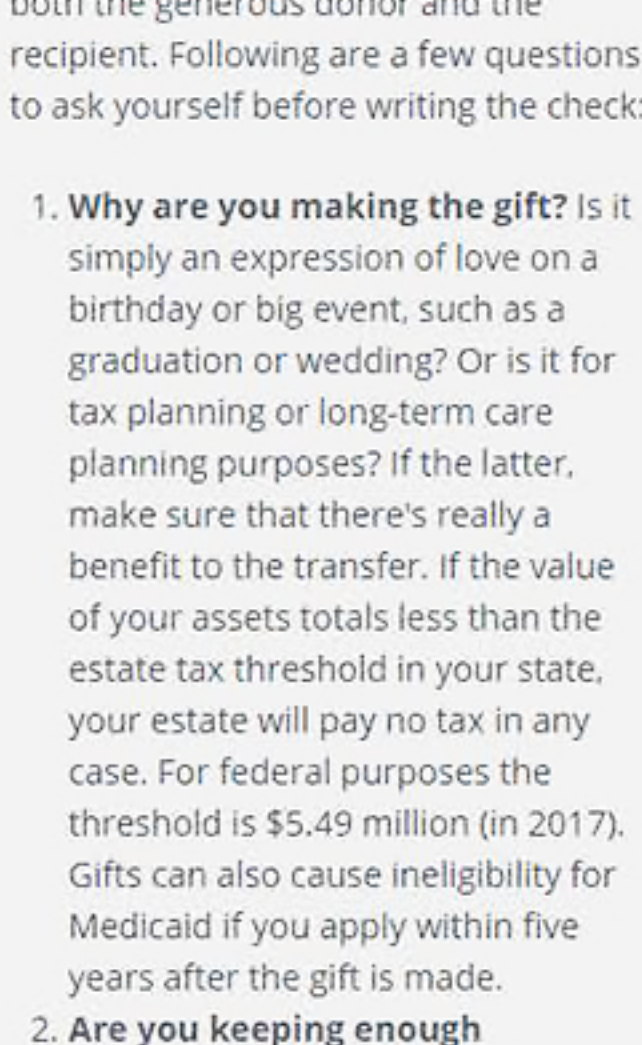 both the generous donor and the
recipient. Following are a few questions
to ask yourself before writing the check:
1. Why are you making the gift? Is it
simply an expression of love on a
birthday or big event, such as a
graduation or wedding? Or is it for
tax planning or long-term care
planning purposes? If the latter,
make sure that there's really a
benefit to the transfer. If the value
of your assets totals less than the
estate tax threshold in your state,
your estate will pay no tax in any
case. For federal purposes the
threshold is $5.49 million (in 2017).
Gifts can also cause ineligibility for
Medicaid if you apply within five
years after the gift is made.
2. Are you keeping enough